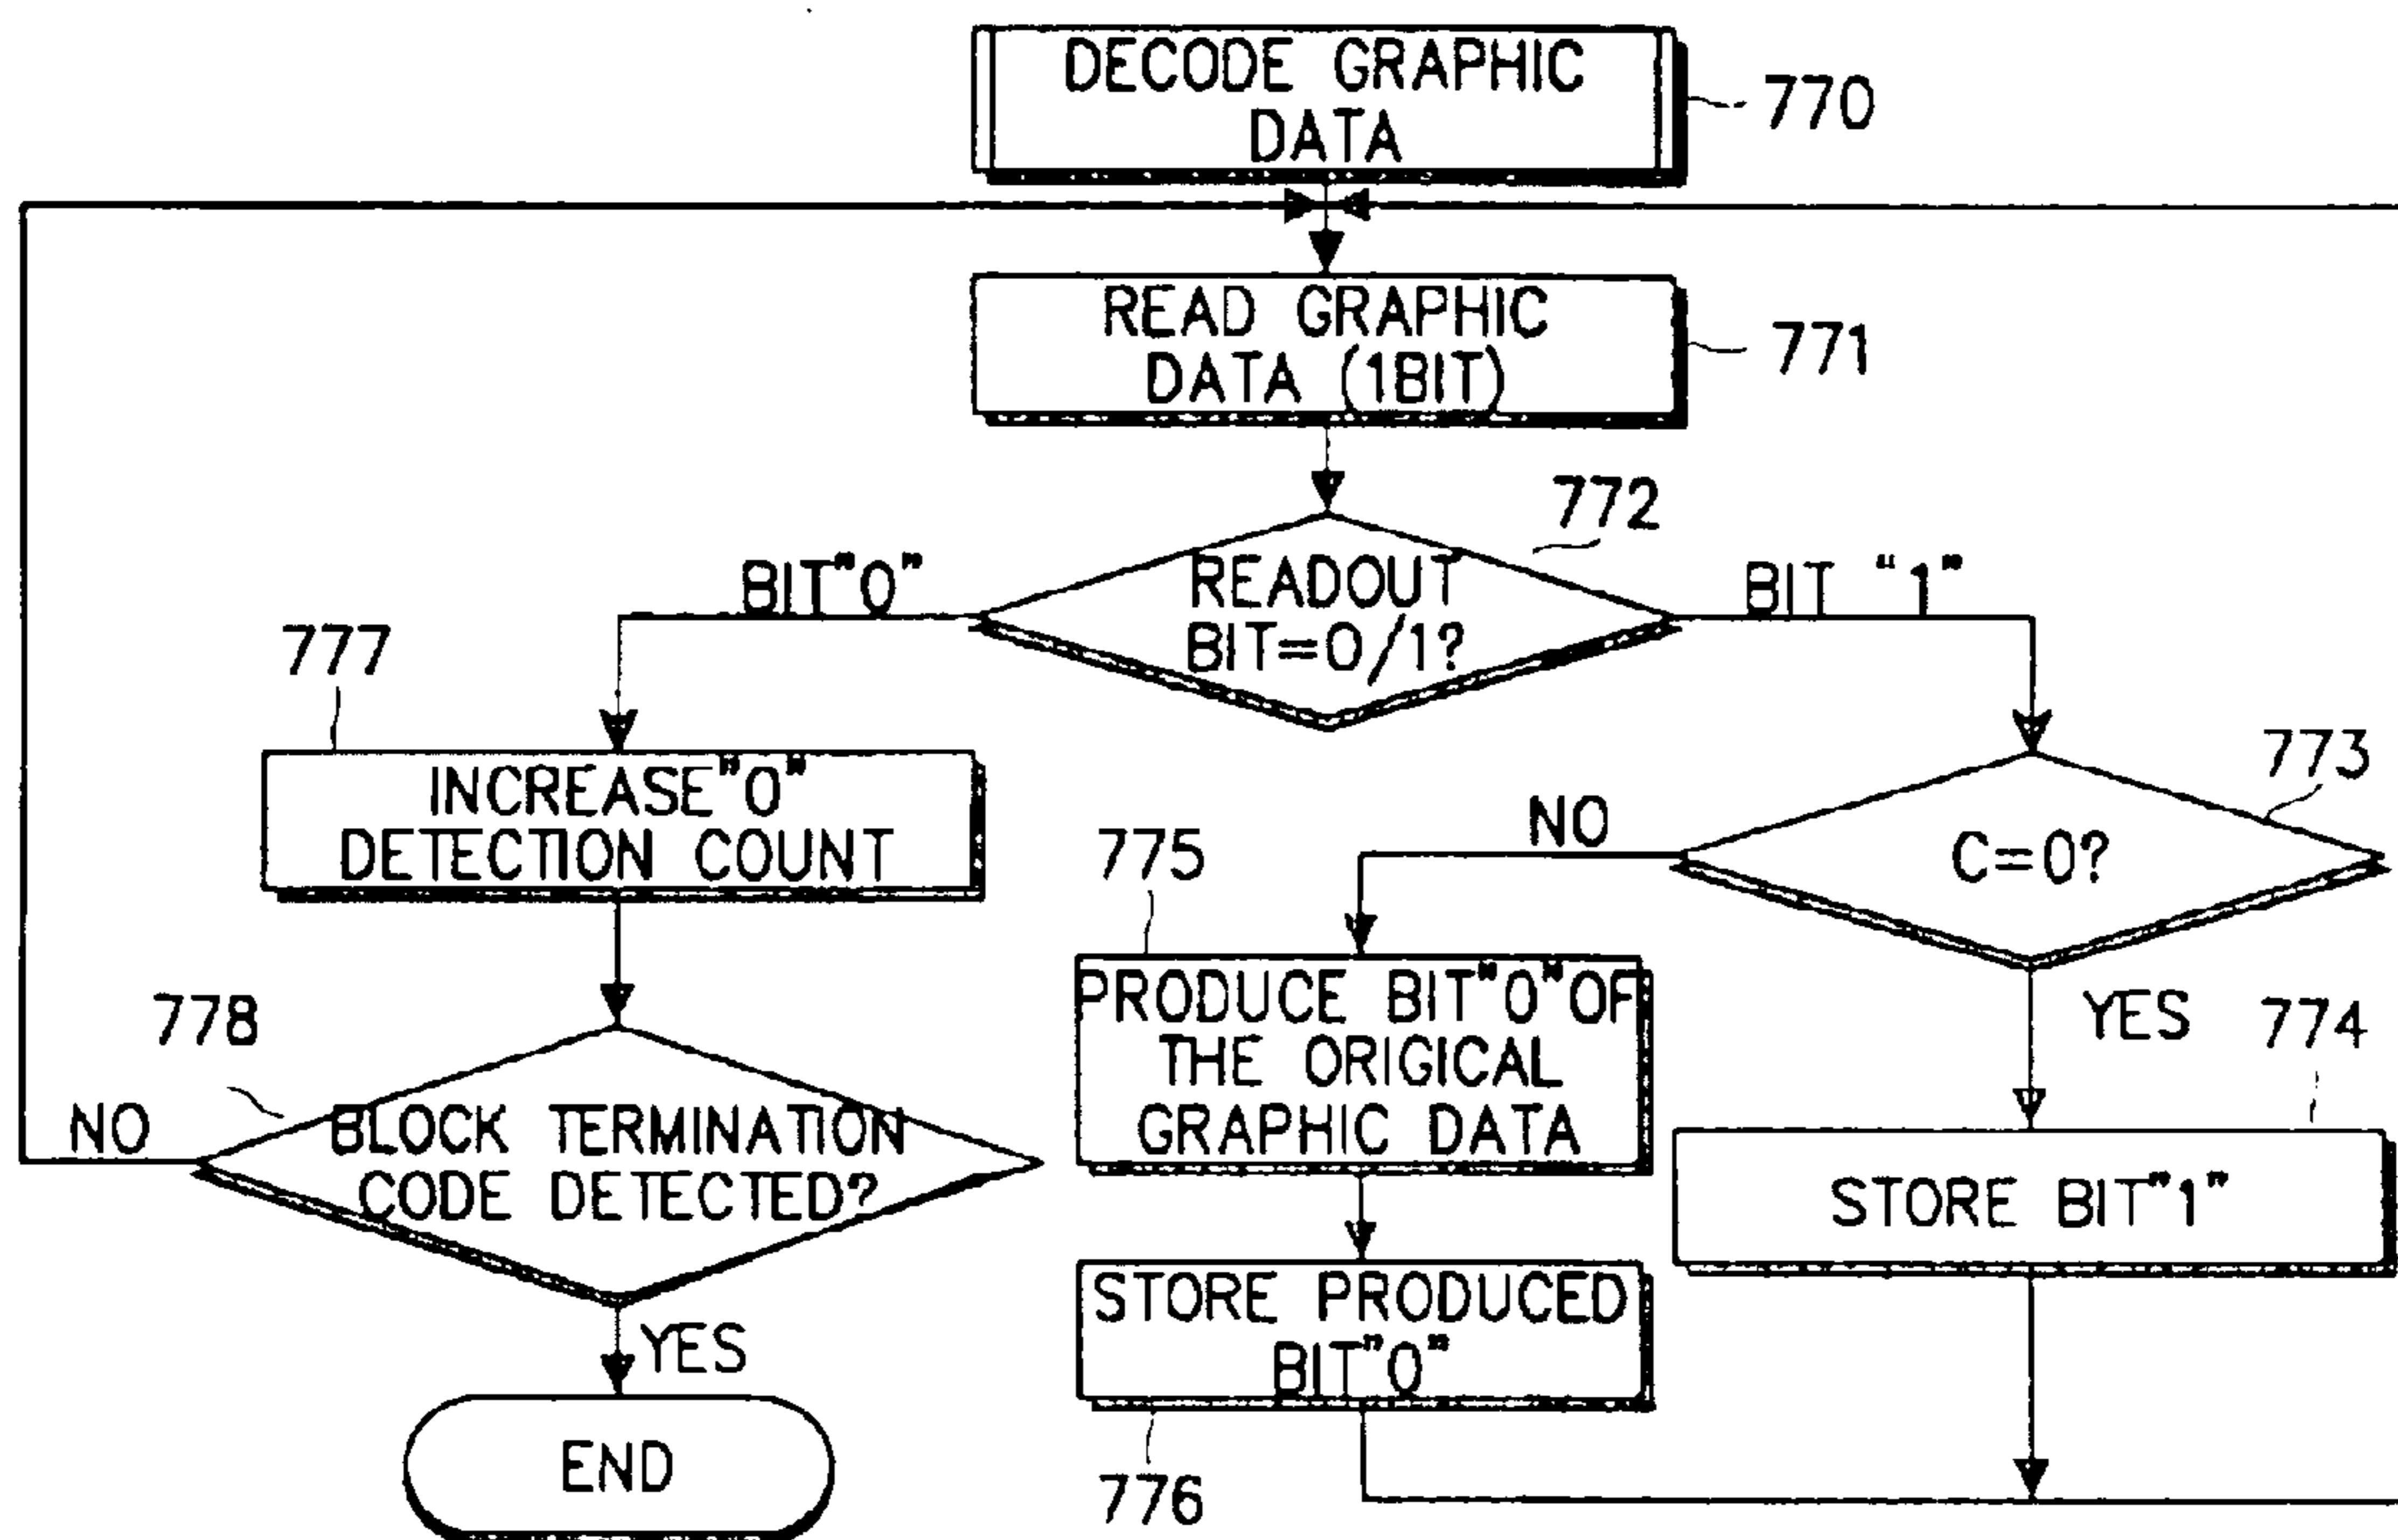 DECODE GRAPHIC
DATA
770
READ GRAPHIC
DATA (1BIT)
771
772
READOUT
BIT=0/1?
BIT"0"
BIT "1"
777
INCREASE"0"
DETECTION COUNT
773
C=0?
NO
YES
775
PRODUCE BIT"0"OF
THE ORIGICAL
GRAPHIC DATA
774
STORE BIT"1"
778
BLOCK TERMINATION
CODE DETECTED?
NO
YES
STORE PRODUCED
BIT"0"
776
END